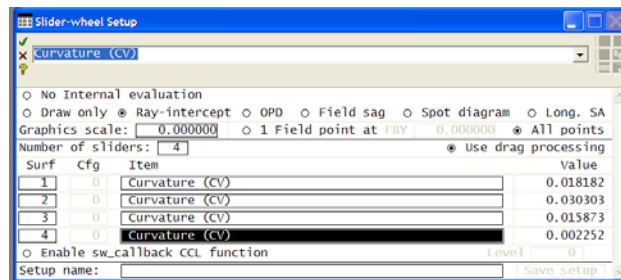 Slider-wheel Setup
Curvature (CV)
No Internal evaluation
Draw only Ray-intercept OPD Field sag Spot diagram Long. SA
Graphics scale: 0.000000 1 Field point at FBY 0.000000 All points
Number of sliders: 4 Use drag processing
Surf Cfg Item Value
1 0 Curvature (CV) 0.018182
2 0 Curvature (CV) 0.030303
3 0 Curvature (CV) 0.015873
4 0 Curvature (CV) 0.002252
Enable sw_callback CCL function Level 0
Setup name: Save setup